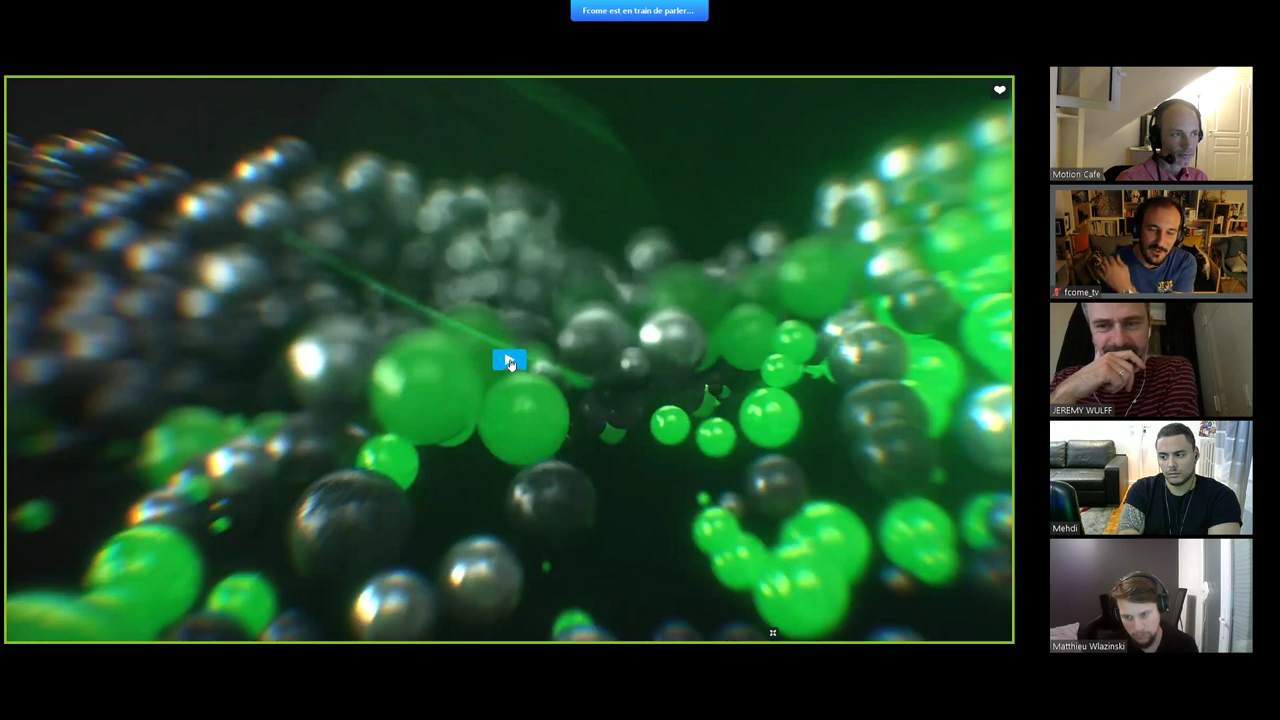 Fcome est en train de parler...
Motion Cafe
fcome_tv
JEREMY WULFF
Mehdi
Matthieu Wlazinski